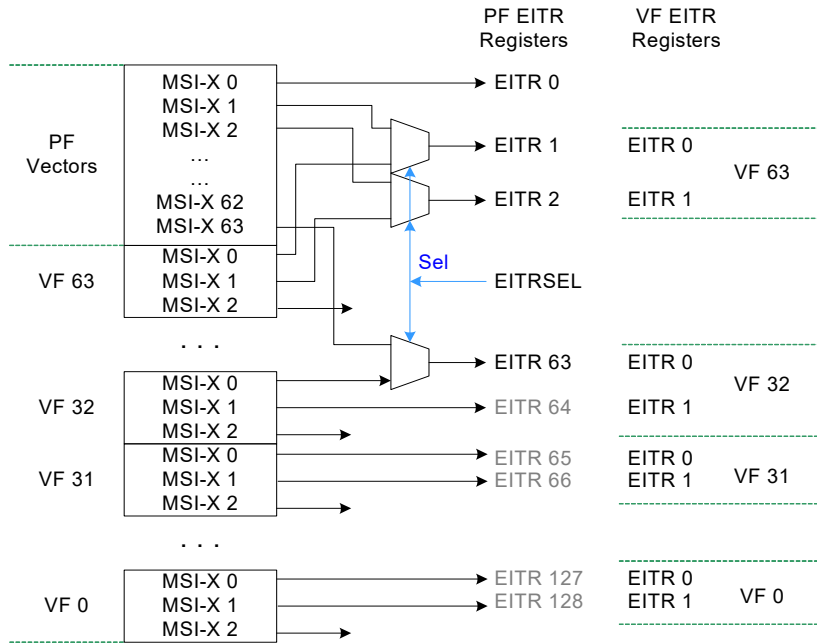 PF EITR
Registers
VF EITR
Registers
PF
Vectors
MSI-X 0
MSI-X 1
MSI-X 2
...
...
MSI-X 62
MSI-X 63
EITR 0
EITR 1
EITR 2
EITR 0
EITR 1
VF 63
VF 63
MSI-X 0
MSI-X 1
MSI-X 2
Sel
EITRSEL
. . .
VF 32
MSI-X 0
MSI-X 1
MSI-X 2
EITR 63
EITR 64
EITR 0
EITR 1
VF 32
VF 31
MSI-X 0
MSI-X 1
MSI-X 2
EITR 65
EITR 66
EITR 0
EITR 1
VF 31
. . .
VF 0
MSI-X 0
MSI-X 1
MSI-X 2
EITR 127
EITR 128
EITR 0
EITR 1
VF 0